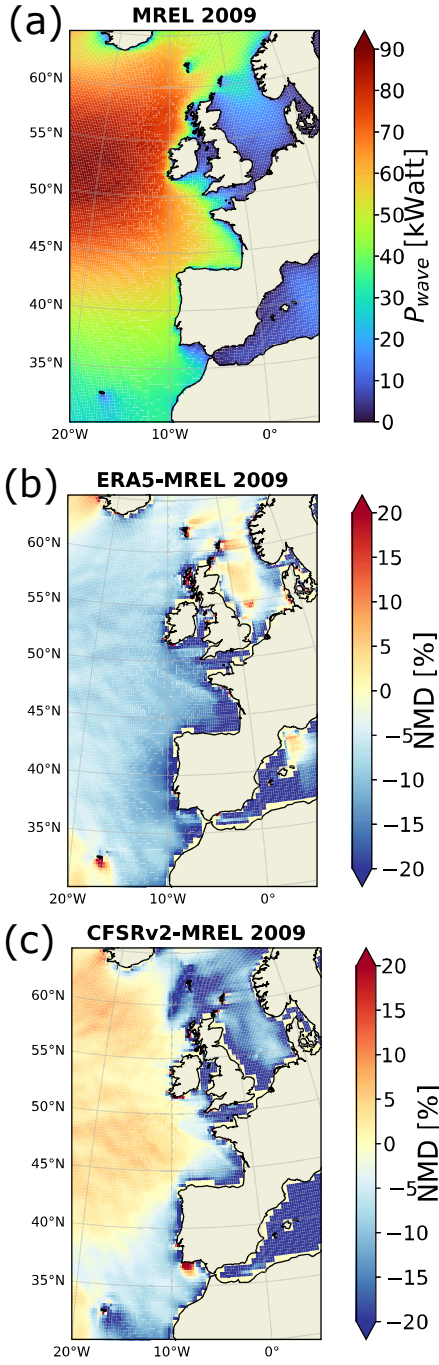 (a)
MREL 2009
60°N
55°N
50°N
45°N
40°N
35°N
20°W
10°W
0°
90
80
70
60
50
40
30
20
10
0
P_wave [kWatt]
(b)
ERA5-MREL 2009
60°N
55°N
50°N
45°N
40°N
35°N
20°W
10°W
0°
20
15
10
5
0
−5
−10
−15
−20
NMD [%]
(c)
CFSRv2-MREL 2009
60°N
55°N
50°N
45°N
40°N
35°N
20°W
10°W
0°
20
15
10
5
0
−5
−10
−15
−20
NMD [%]